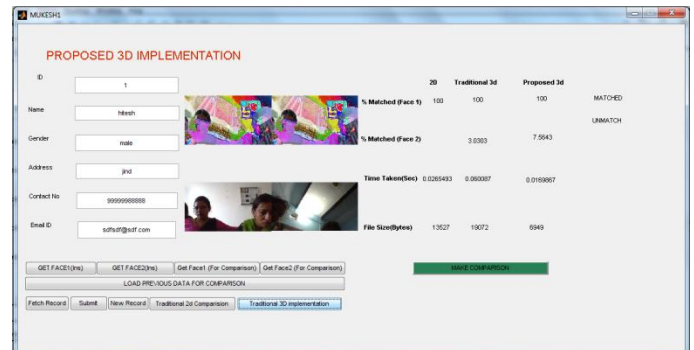 MUKESH1
PROPOSED 3D IMPLEMENTATION
ID 1
Name hitesh
Gender male
Address jind
Contact No 99999988888
Email ID sdfsdf@sdf.com
2D Traditional 3d Proposed 3d
% Matched (Face 1) 100 100 100 MATCHED
UNMATCH
% Matched (Face 2) 3.0303 7.5643
Time Taken(Sec) 0.0265493 0.060087 0.0169867
File Size(Bytes) 13527 19072 6949
GET FACE1(Ins) GET FACE2(Ins) Get Face1 (For Comparison) Get Face2 (For Comparison) MAKE COMPARISON
LOAD PREVIOUS DATA FOR COMPARISON
Fetch Record Submit New Record Traditional 2d Comparision Traditional 3D implementation